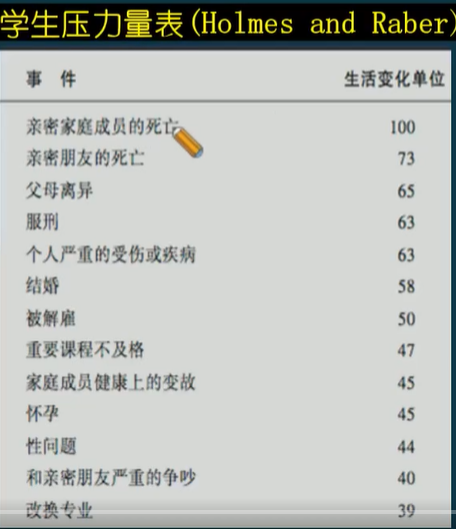 学生压力量表(Holmes and Raber)
事 件 生活变化单位
亲密家庭成员的死亡 100
亲密朋友的死亡 73
父母离异 65
服刑 63
个人严重的受伤或疾病 63
结婚 58
被解雇 50
重要课程不及格 47
家庭成员健康上的变故 45
怀孕 45
性问题 44
和亲密朋友严重的争吵 40
改换专业 39